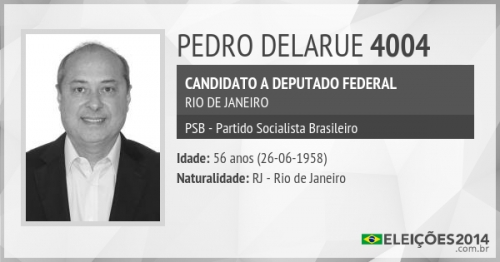 PEDRO DELARUE 4004
CANDIDATO A DEPUTADO FEDERAL
RIO DE JANEIRO
PSB - Partido Socialista Brasileiro
Idade: 56 anos (26-06-1958)
Naturalidade: RJ - Rio de Janeiro
ELEIÇÕES2014
.com.br